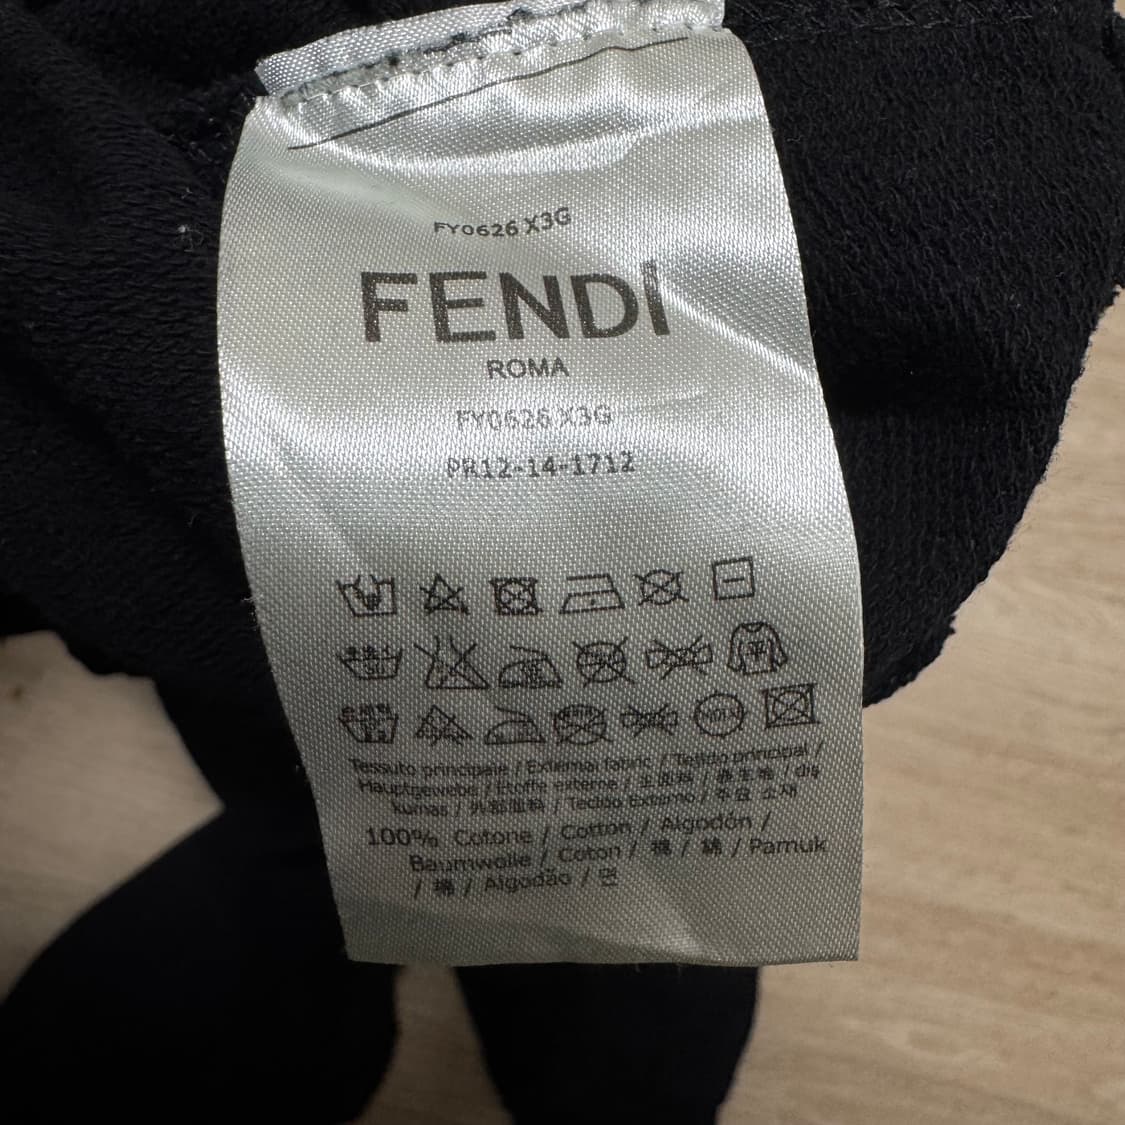 FY0626 X3G
FENDI
ROMA
FY0626 X3G
PR12-14-1712
Tessuto principale / External fabric / Tejido principal /
Hauptgewebe / Etoffe externe / 主面料 / 表生地 / dış
kumas / 外部面料 / Tecido Externo / 주요 소재
100% Cotone / Cotton / Algodón /
Baumwolle / Coton / 棉 / 綿 / Pamuk
/ 棉 / Algodão / 면